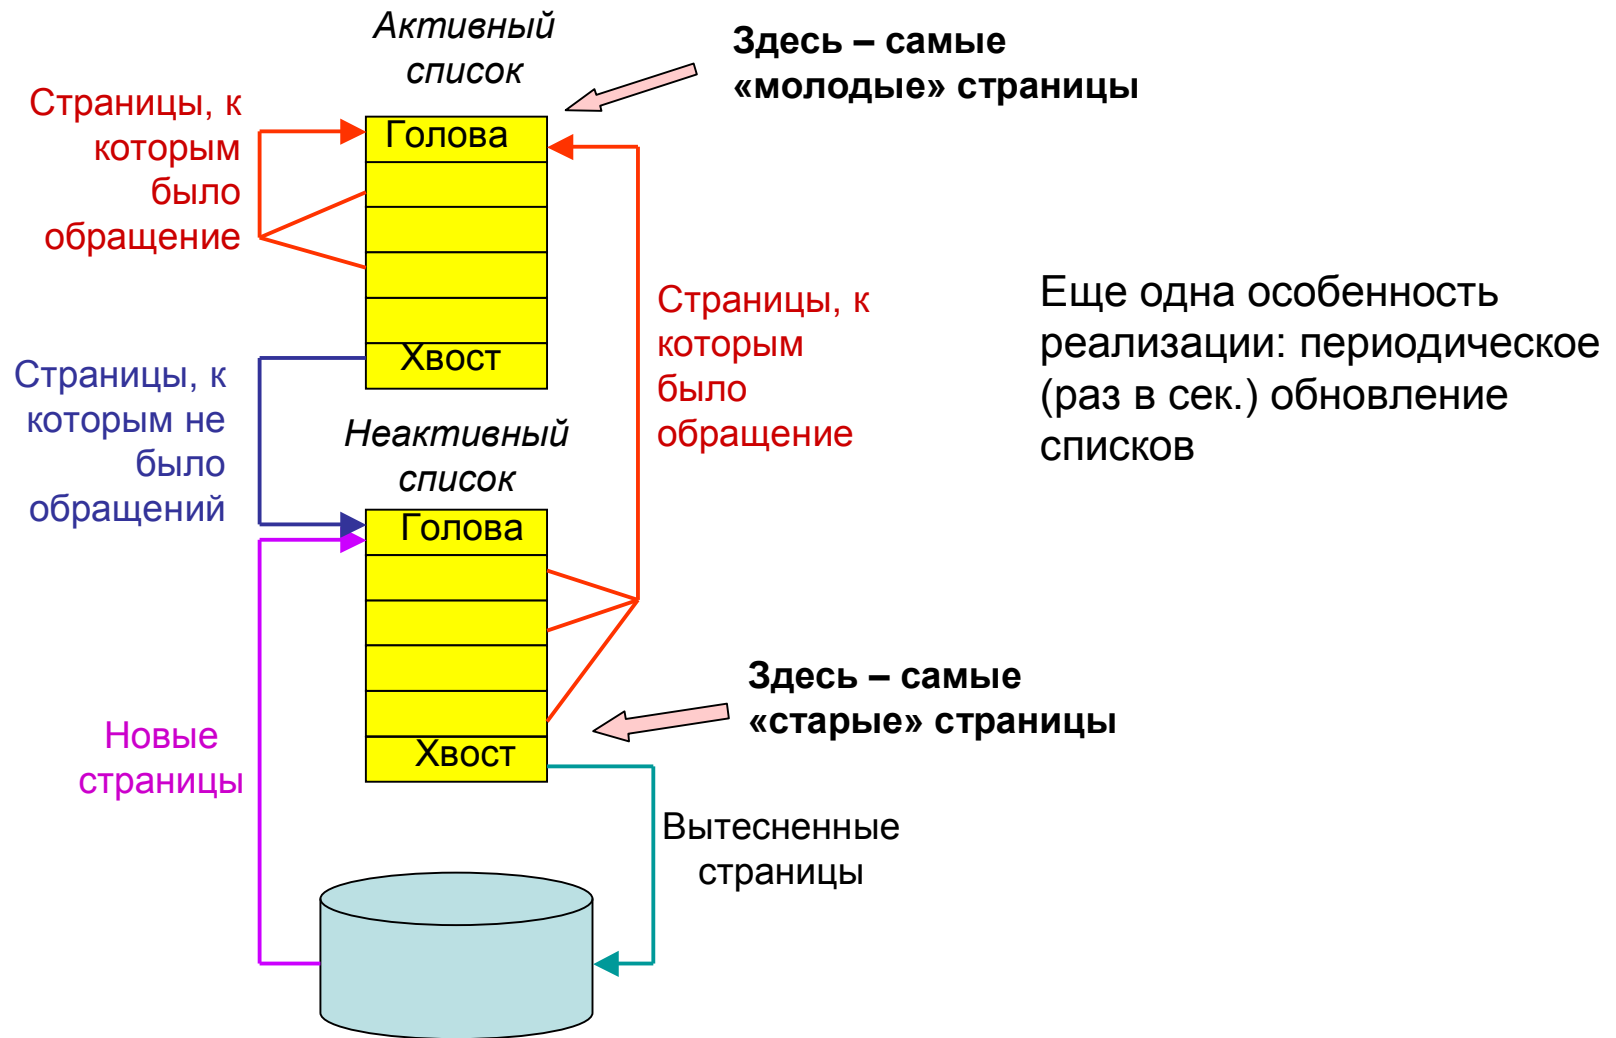 Активный
список
Здесь – самые
«молодые» страницы
Страницы, к
которым
было
обращение
Голова
Хвост
Страницы, к
которым не
было
обращений
Неактивный
список
Голова
Хвост
Страницы, к
которым
было
обращение
Еще одна особенность
реализации: периодическое
(раз в сек.) обновление
списков
Здесь – самые
«старые» страницы
Новые
страницы
Вытесненные
страницы